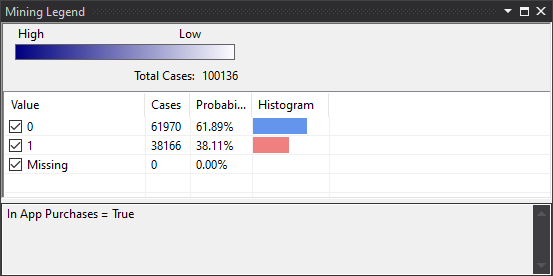 Mining Legend
High Low
Total Cases: 100136
Value Cases Probabi... Histogram
0 61970 61.89%
1 38166 38.11%
Missing 0 0.00%
In App Purchases = True